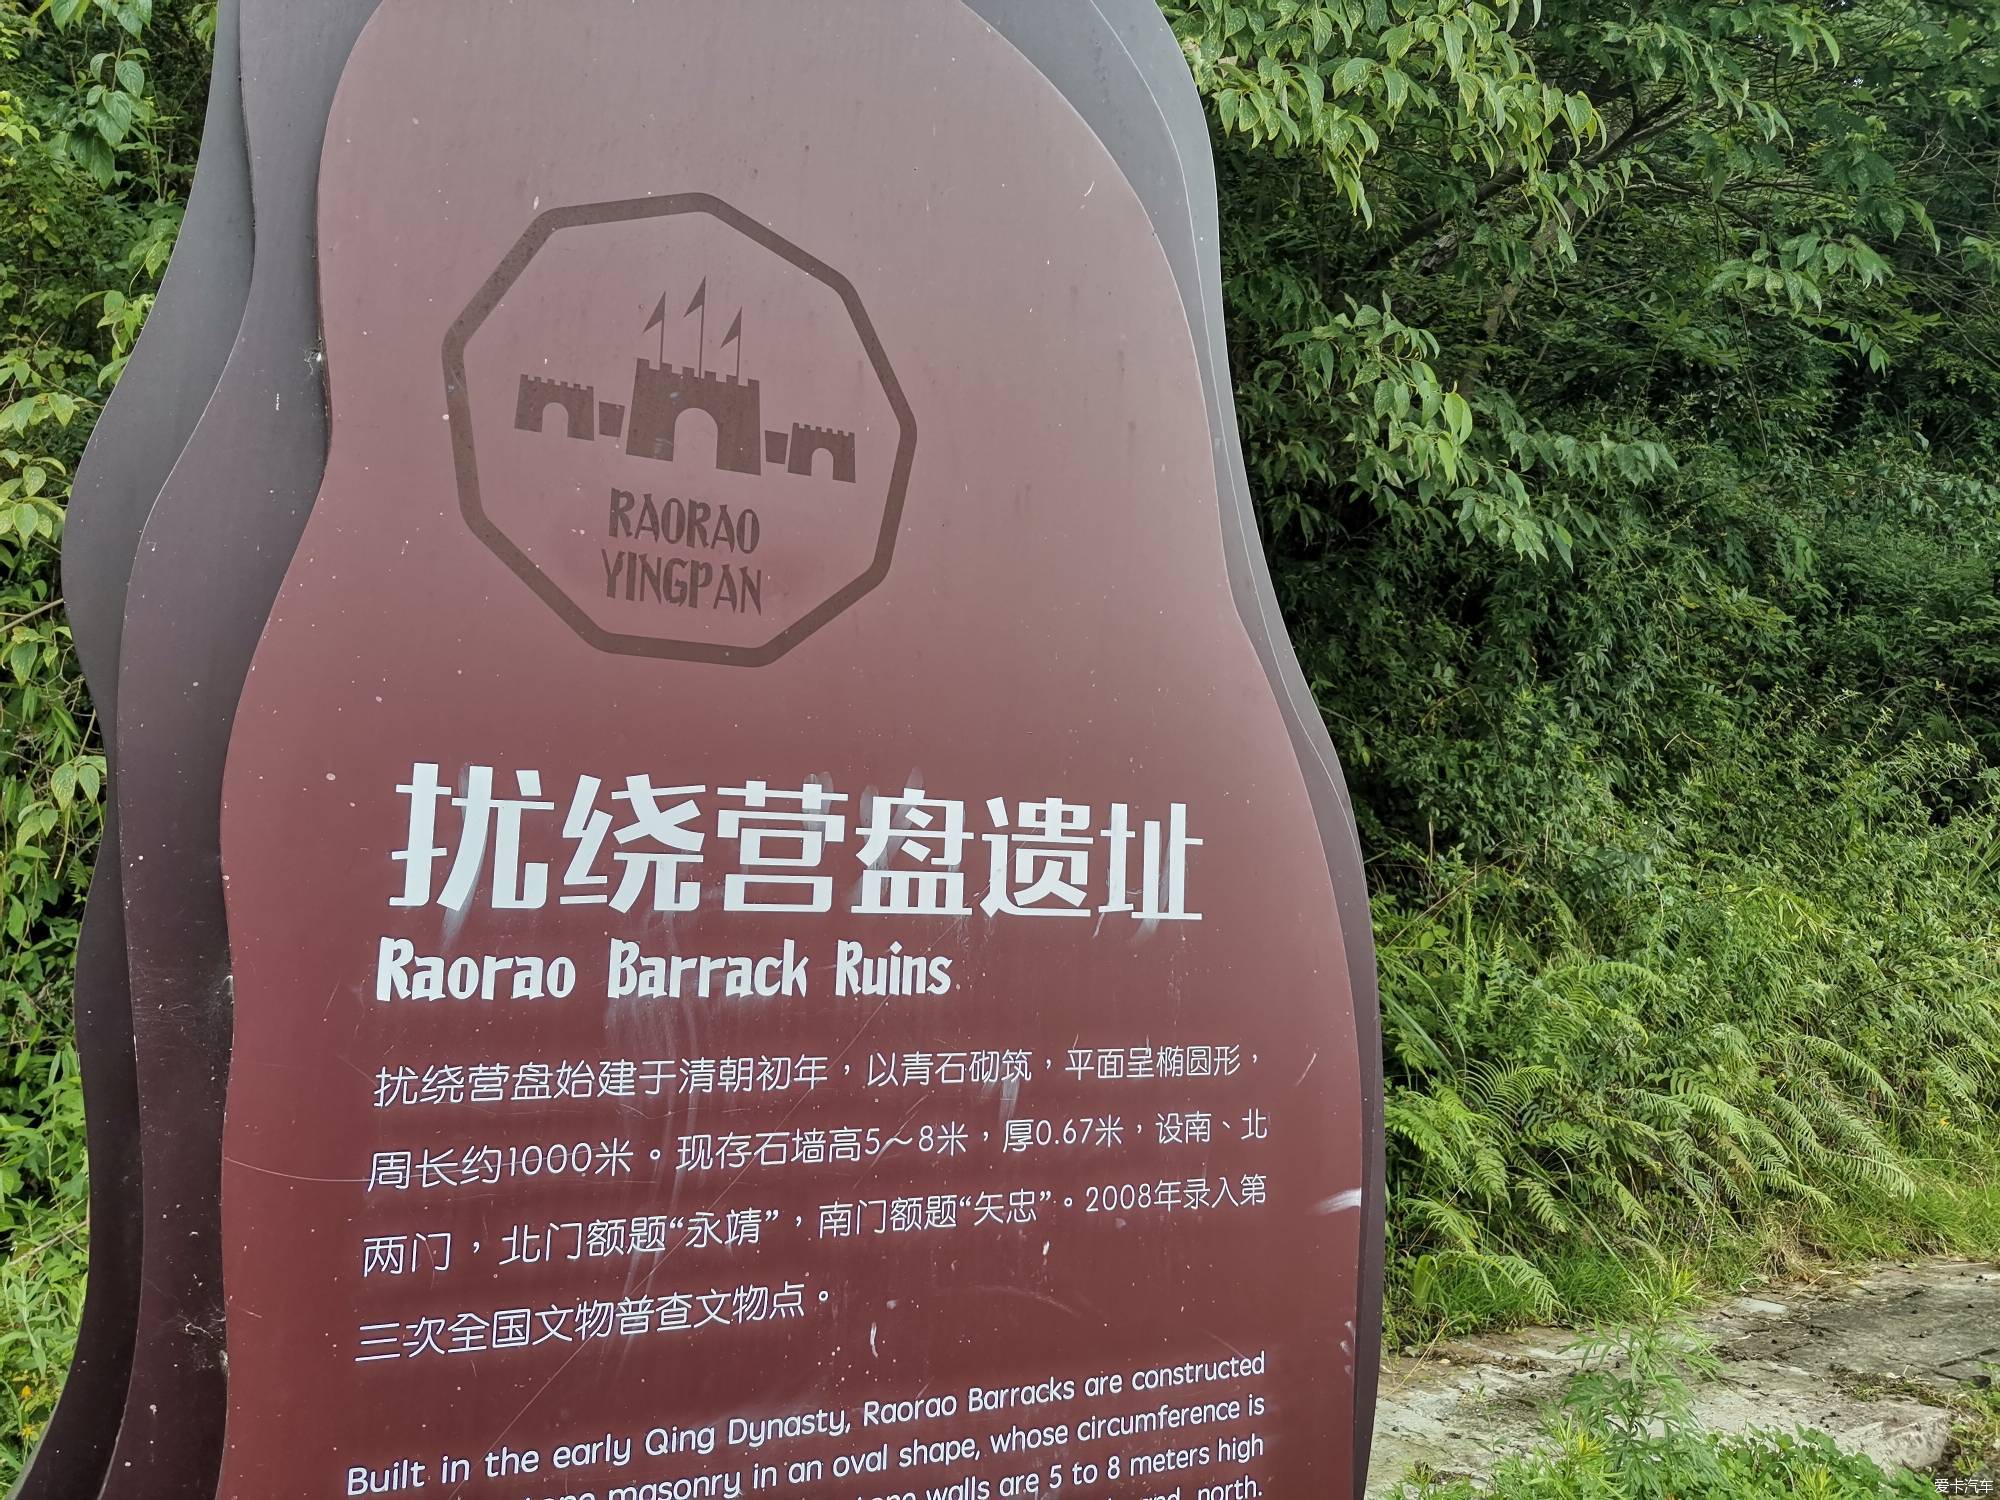 RAORAO
YINGPAN
扰绕营盘遗址
Raorao Barrack Ruins
扰绕营盘始建于清朝初年，以青石砌筑，平面呈椭圆形，
周长约1000米。现存石墙高5～8米，厚0.67米，设南、北
两门，北门额题“永靖”，南门额题“矢忠”。2008年录入第
三次全国文物普查文物点。
Built in the early Qing Dynasty, Raorao Barracks are constructed
masonry in an oval shape, whose circumference is
walls are 5 to 8 meters high
north.
爱卡汽车